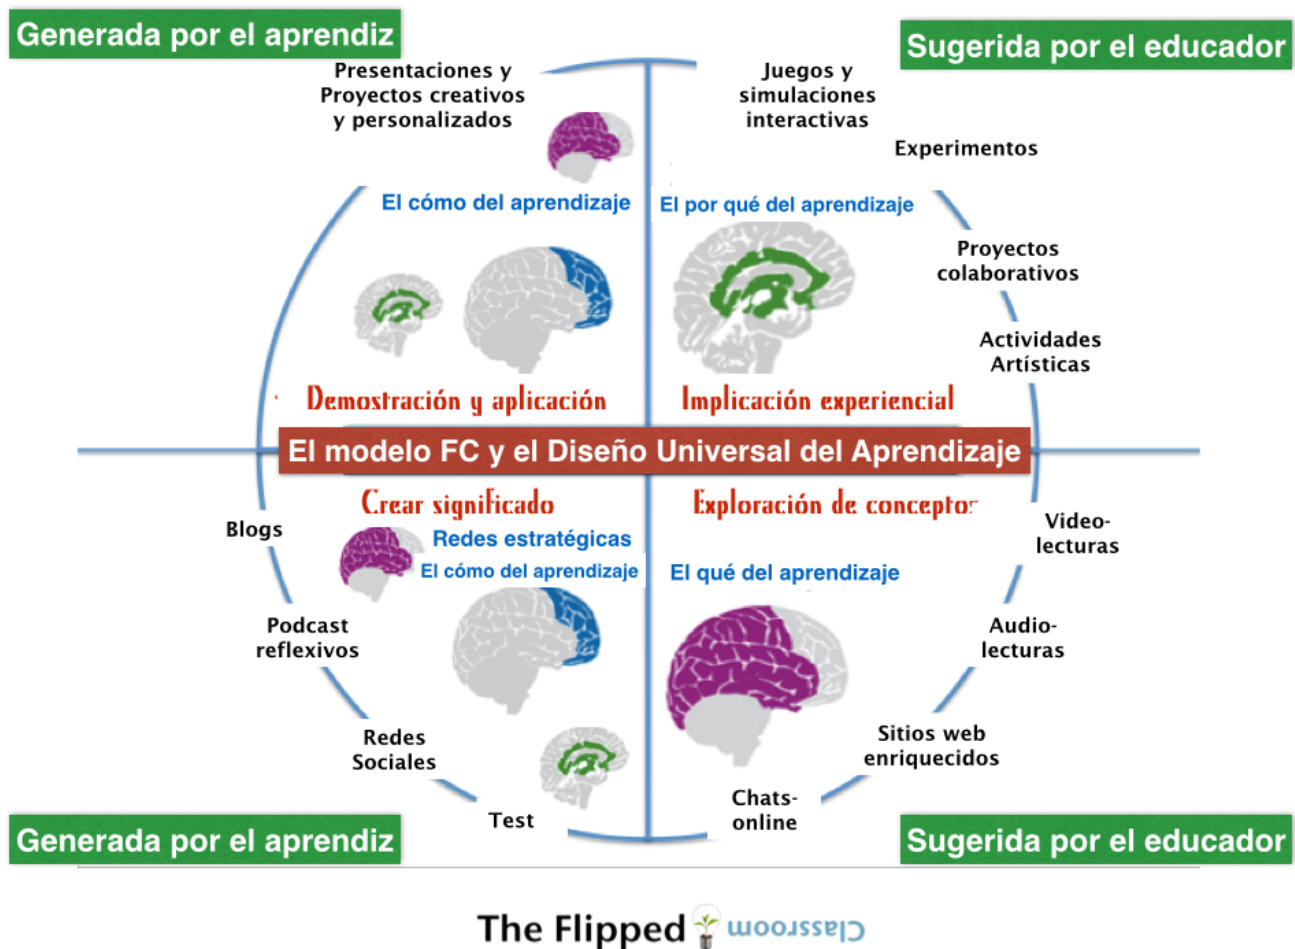 Generada por el aprendiz
Sugerida por el educador
Presentaciones y
Proyectos creativos
y personalizados
Juegos y
simulaciones
interactivas
Experimentos
El cómo del aprendizaje
El por qué del aprendizaje
Proyectos
colaborativos
Actividades
Artísticas
Demostración y aplicación
Implicación experiencial
El modelo FC y el Diseño Universal del Aprendizaje
Crear significado
Exploración de conceptos
Blogs
Redes estratégicas
El cómo del aprendizaje
El qué del aprendizaje
Video-
lecturas
Podcast
reflexivos
Audio-
lecturas
Redes
Sociales
Sitios web
enriquecidos
Test
Chats-
online
Generada por el aprendiz
Sugerida por el educador
The Flipped Classroom